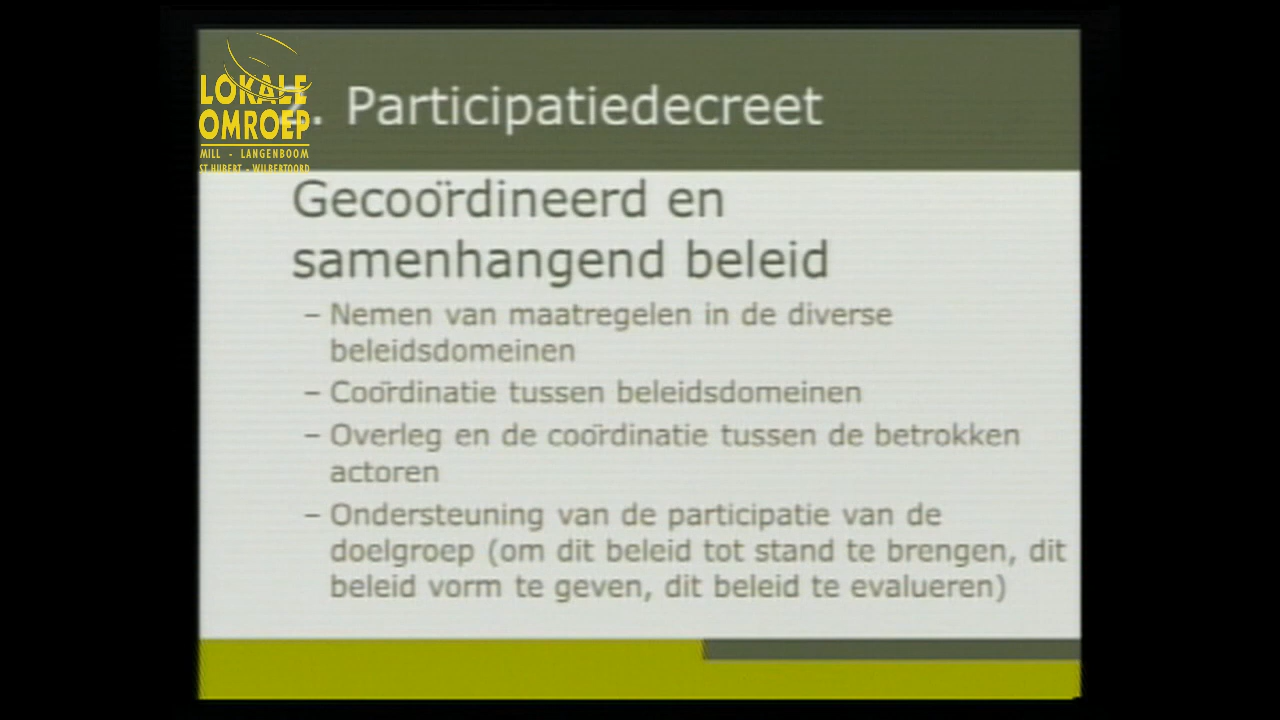 LOKALE
OMROEP
MILL - LANGENBOOM
ST HUBERT - WILBERTOORD
2. Participatiedecreet
Gecoördineerd en
samenhangend beleid
– Nemen van maatregelen in de diverse
beleidsdomeinen
– Coördinatie tussen beleidsdomeinen
– Overleg en de coördinatie tussen de betrokken
actoren
– Ondersteuning van de participatie van de
doelgroep (om dit beleid tot stand te brengen, dit
beleid vorm te geven, dit beleid te evalueren)